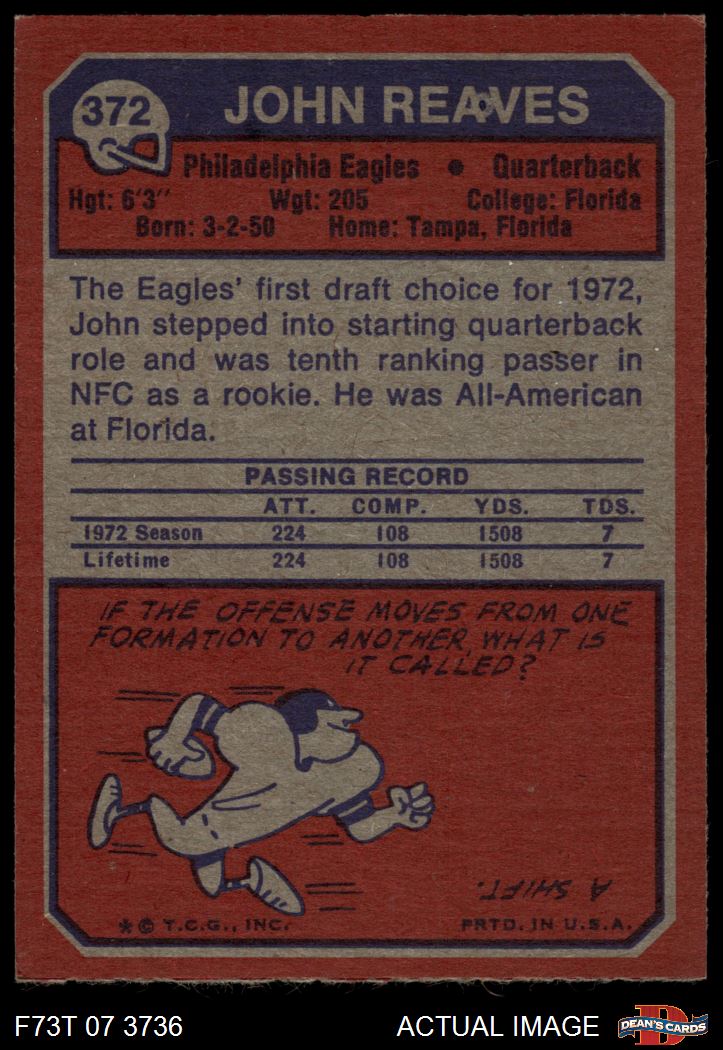 372
JOHN REAVES
Philadelphia Eagles • Quarterback
Hgt: 6'3" Wgt: 205 College: Florida
Born: 3-2-50 Home: Tampa, Florida
The Eagles' first draft choice for 1972,
John stepped into starting quarterback
role and was tenth ranking passer in
NFC as a rookie. He was All-American
at Florida.
PASSING RECORD
ATT. COMP. YDS. TDS.
1972 Season 224 108 1508 7
Lifetime 224 108 1508 7
IF THE OFFENSE MOVES FROM ONE
FORMATION TO ANOTHER, WHAT IS
IT CALLED?
A SHIFT.
* © T.C.G., INC. PRTD. IN U.S.A.
F73T 07 3736 ACTUAL IMAGE
D
DEAN'S CARDS